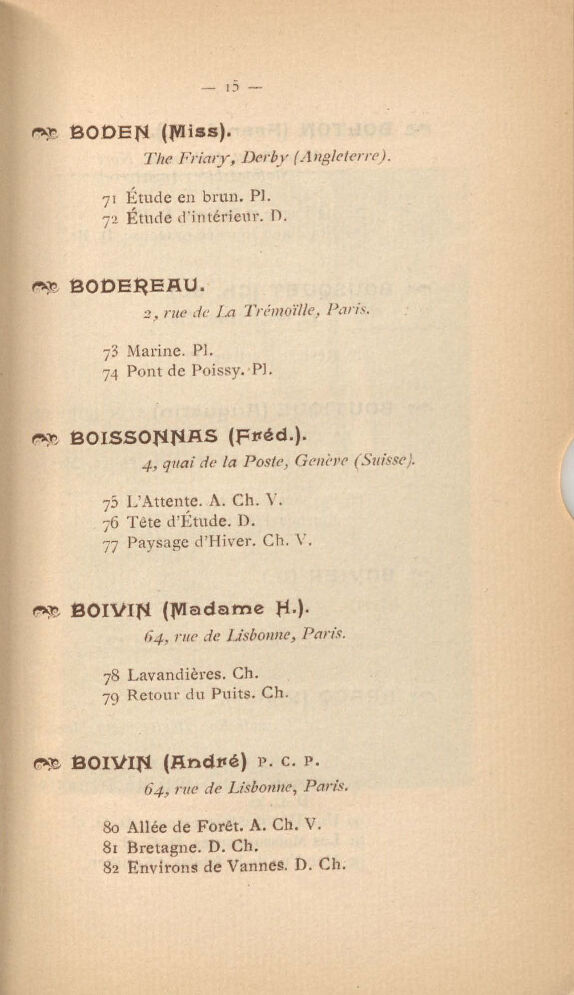 — 15 —
BODEN (Miss).
The Friary, Derby (Angleterre).
71 Étude en brun. Pl.
72 Étude d'intérieur. D.
BODEREAU.
2, rue de La Trémoïlle, Paris.
73 Marine. Pl.
74 Pont de Poissy. Pl.
BOISSONNAS (Fréd.).
4, quai de la Poste, Genève (Suisse).
75 L'Attente. A. Ch. V.
76 Tête d'Étude. D.
77 Paysage d'Hiver. Ch. V.
BOIVIN (Madame H.).
64, rue de Lisbonne, Paris.
78 Lavandières. Ch.
79 Retour du Puits. Ch.
BOIVIN (André) P. C. P.
64, rue de Lisbonne, Paris.
80 Allée de Forêt. A. Ch. V.
81 Bretagne. D. Ch.
82 Environs de Vannes. D. Ch.